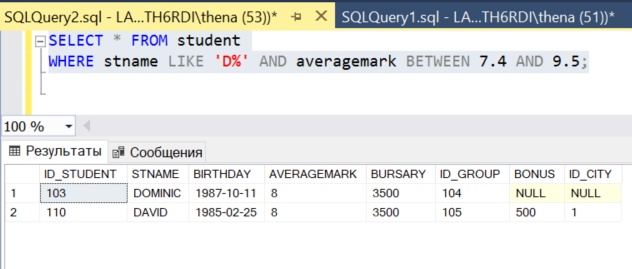 SQLQuery2.sql - LA...TH6RDI\thena (53))* SQLQuery1.sql - LA...TH6RDI\thena (51))*
SELECT * FROM student
WHERE stname LIKE 'D%' AND averagemark BETWEEN 7.4 AND 9.5;
100 %
Результаты Сообщения
ID_STUDENT STNAME BIRTHDAY AVERAGEMARK BURSARY ID_GROUP BONUS ID_CITY
1 103 DOMINIC 1987-10-11 8 3500 104 NULL NULL
2 110 DAVID 1985-02-25 8 3500 105 500 1